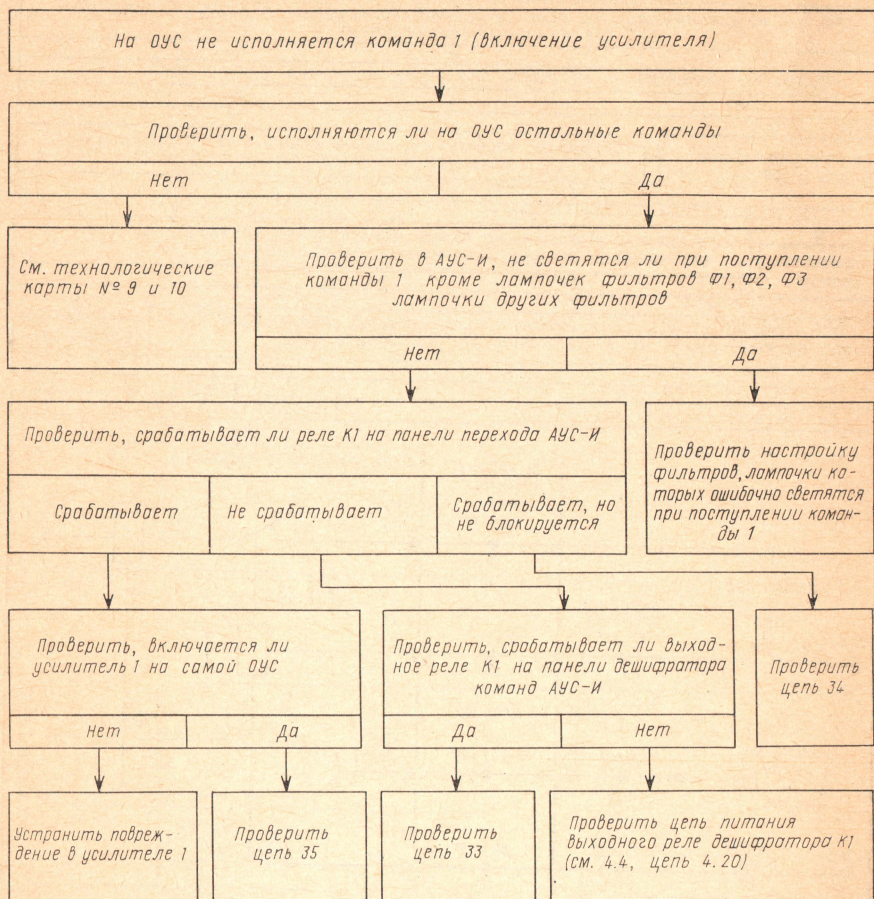 На ОУС не исполняется команда 1 (включение усилителя)
Проверить, исполняются ли на ОУС остальные команды
Нет
Да
См. технологические
карты № 9 и 10
Проверить в АУС-И, не светятся ли при поступлении
команды 1 кроме лампочек фильтров Ф1, Ф2, Ф3
лампочки других фильтров
Нет
Да
Проверить, срабатывает ли реле К1 на панели перехода АУС-И
Срабатывает
Не срабатывает
Срабатывает, но
не блокируется
Проверить настройку
фильтров, лампочки ко-
торых ошибочно светятся
при поступлении коман-
ды 1
Проверить, включается ли
усилитель 1 на самой ОУС
Нет
Да
Проверить, срабатывает ли выход-
ное реле К1 на панели дешифратора
команд АУС-И
Да
Нет
Проверить
цепь 34
Устранить повреж-
дение в усилителе 1
Проверить
цепь 35
Проверить
цепь 33
Проверить цепь питания
выходного реле дешифратора К1
(см. 4.4, цепь 4.20)